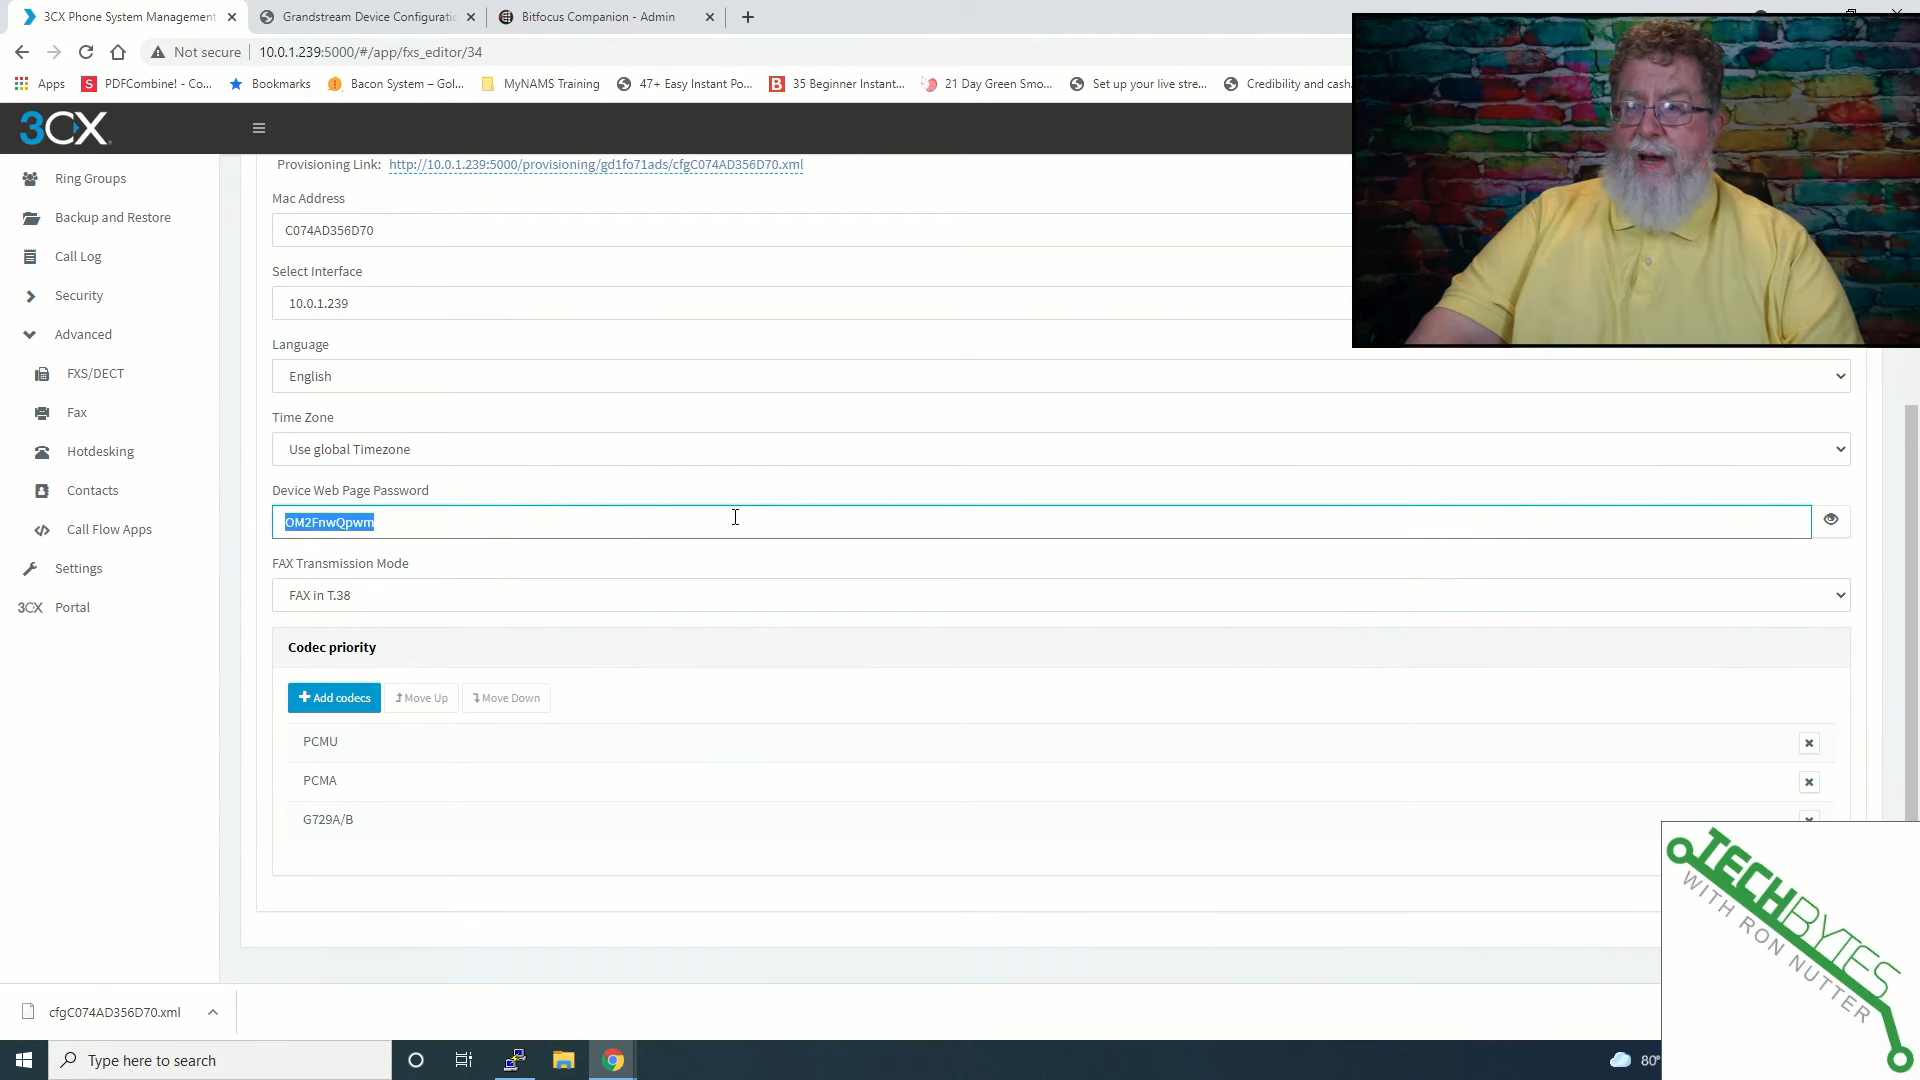 3CX Phone System Management
Grandstream Device Configurati
Bitfocus Companion - Admin
Not secure
10.0.1.239:5000/#/app/fxs_editor/34
Apps
PDFCombine! - Co...
Bookmarks
Bacon System – Gol...
MyNAMS Training
47+ Easy Instant Po...
35 Beginner Instant...
21 Day Green Smo...
Set up your live stre...
Credibility and cash
3CX
Ring Groups
Backup and Restore
Call Log
Security
Advanced
FXS/DECT
Fax
Hotdesking
Contacts
Call Flow Apps
Settings
3CX Portal
Provisioning Link: http://10.0.1.239:5000/provisioning/gd1fo71ads/cfgC074AD356D70.xml
Mac Address
C074AD356D70
Select Interface
10.0.1.239
Language
English
Time Zone
Use global Timezone
Device Web Page Password
OM2FnwQpwm
FAX Transmission Mode
FAX in T.38
Codec priority
Add codecs
Move Up
Move Down
PCMU
PCMA
G729A/B
TECHBYTES
WITH RON NUTTER
cfgC074AD356D70.xml
Type here to search
80°